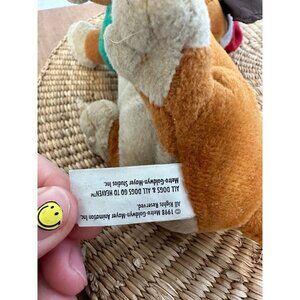 © 1998 Metro-Goldwyn-Mayer Animation Inc.
All Rights Reserved.
ALL DOGS & ALL DOGS GO TO HEAVEN™
Metro-Goldwyn-Mayer Studios Inc.